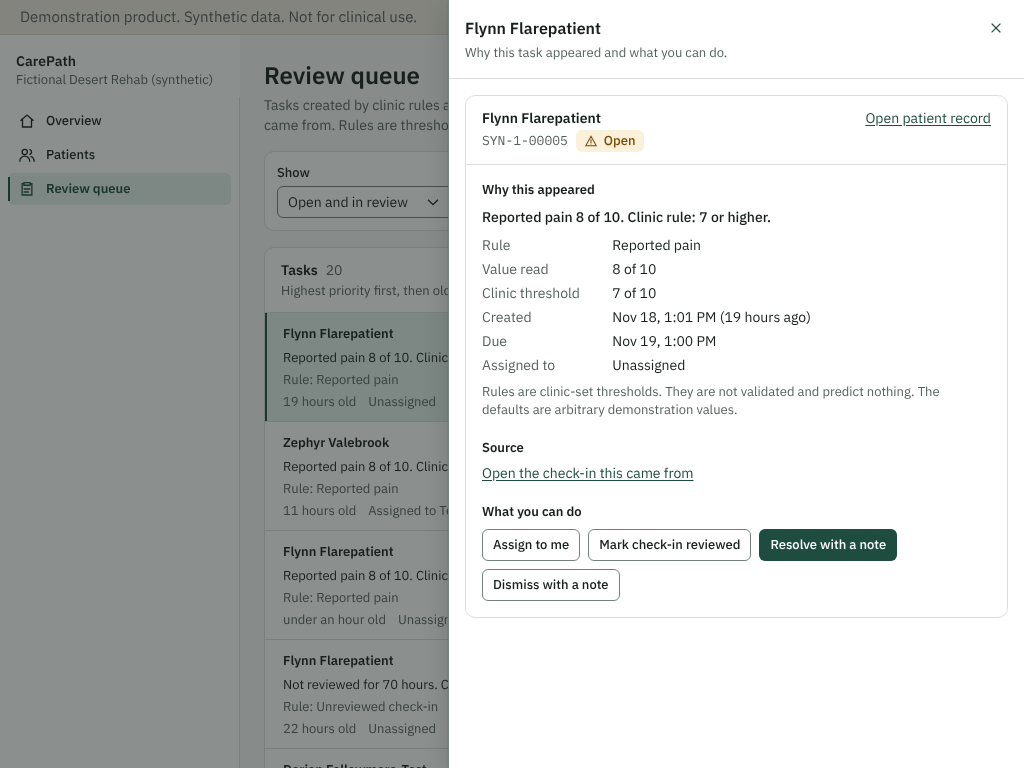 Demonstration product. Synthetic data. Not for clinical use.
CarePath
Fictional Desert Rehab (synthetic)
Overview
Patients
Review queue
Review queue
Tasks created by clinic rules
came from. Rules are
Show
Open and in review
Tasks 20
Highest priority first, then
Flynn Flarepatient
Reported pain 8 of 10. Clinic
Rule: Reported pain
19 hours old Unassigned
Zephyr Valebrook
Reported pain 8 of 10. Clinic
Rule: Reported pain
11 hours old Assigned to
Flynn Flarepatient
Reported pain 8 of 10. Clinic
Rule: Reported pain
under an hour old
Flynn Flarepatient
Not reviewed for 70 hours.
Rule: Unreviewed check-in
22 hours old Unassigned
Flynn Flarepatient
Why this task appeared and what you can do.
Flynn Flarepatient
Open patient record
SYN-1-00005
Open
Why this appeared
Reported pain 8 of 10. Clinic rule: 7 or higher.
Rule Reported pain
Value read 8 of 10
Clinic threshold 7 of 10
Created Nov 18, 1:01 PM (19 hours ago)
Due Nov 19, 1:00 PM
Assigned to Unassigned
Rules are clinic-set thresholds. They are not validated and predict nothing. The
defaults are arbitrary demonstration values.
Source
Open the check-in this came from
What you can do
Assign to me
Mark check-in reviewed
Resolve with a note
Dismiss with a note